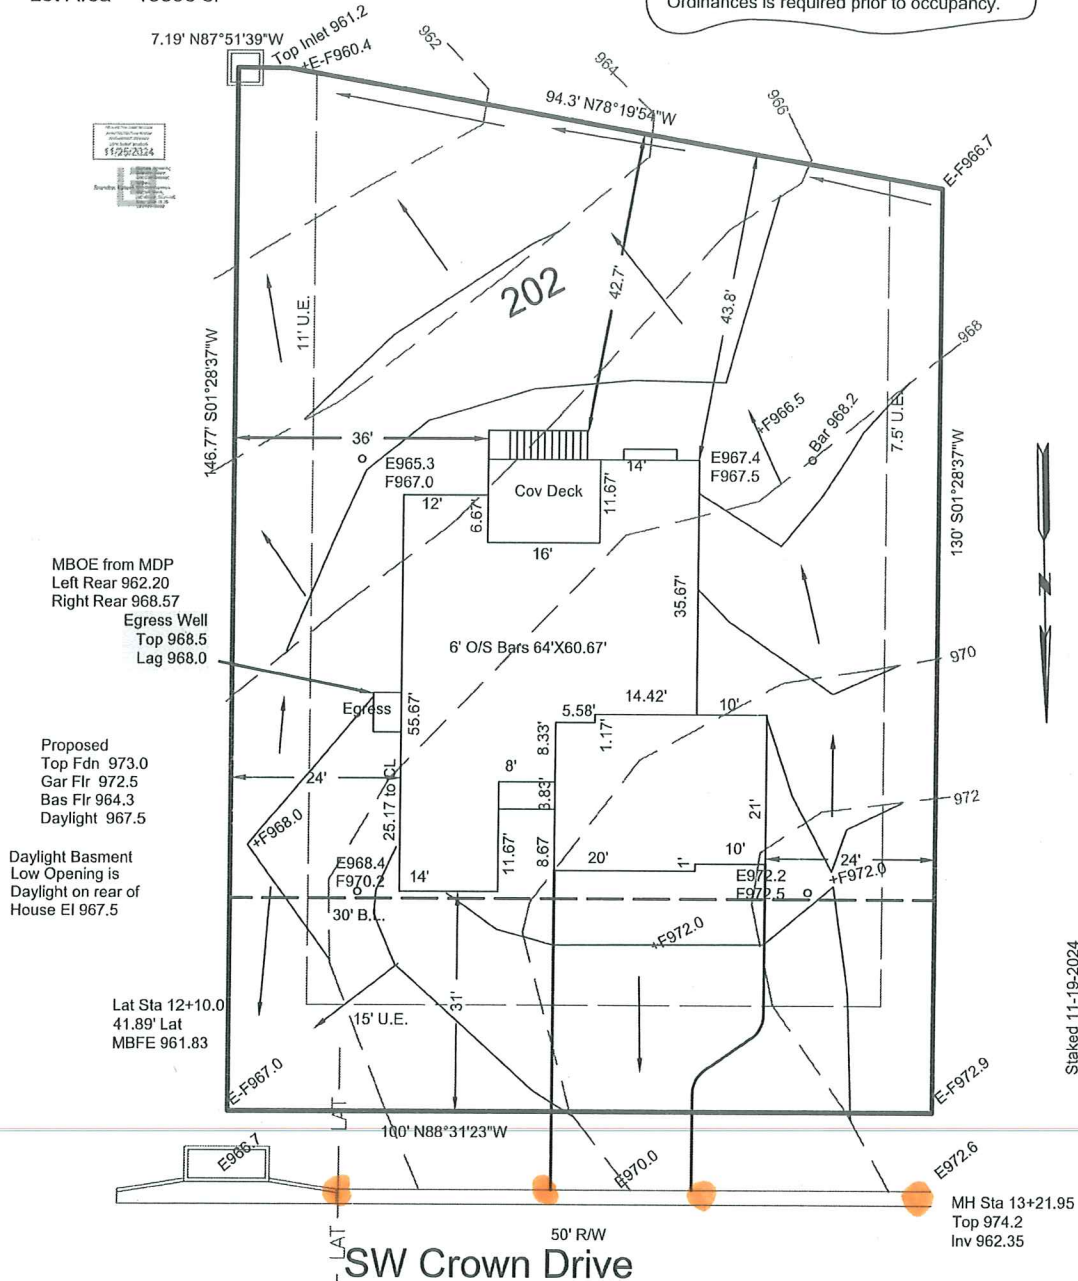 Ordinances is required prior to occupancy.
7.19' N87°51'39"W
Top Inlet 961.2
+E-F960.4
962
964
966
94.3' N78°19'54"W
E-F966.7
11/25/2024
202
11' U.E.
42.7'
43.8'
968
146.77' S01°28'37"W
36'
+F966.5
Bar 968.2
7.5' U.E.
E965.3
F967.0
14'
E967.4
F967.5
12'
6.67'
Cov Deck
11.67'
16'
130' S01°28'37"W
N
MBOE from MDP
Left Rear 962.20
Right Rear 968.57
Egress Well
Top 968.5
Lag 968.0
35.67'
6' O/S Bars 64'X60.67'
970
Egress
55.67'
14.42'
5.58'
10'
1.17'
8.33'
Proposed
Top Fdn 973.0
Gar Flr 972.5
Bas Flr 964.3
Daylight 967.5
24'
25.17 to CL
8'
3.83'
21'
972
+F968.0
Daylight Basment
Low Opening is
Daylight on rear of
House El 967.5
E968.4
F970.2
14'
11.67'
8.67
20'
1'
10'
24'
E972.2
F972.5
+F972.0
30' B.L.
+F972.0
Lat Sta 12+10.0
41.89' Lat
MBFE 961.83
15' U.E.
31'
Staked 11-19-2024
E-F967.0
E-F972.9
LAT
100' N88°31'23"W
E966.7
E970.0
E972.6
MH Sta 13+21.95
Top 974.2
Inv 962.35
50' R/W
LAT
SW Crown Drive